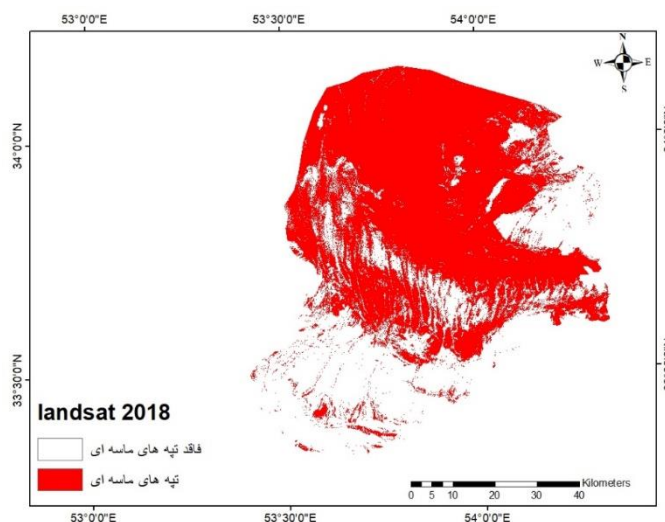 53°0'0"E
53°30'0"E
54°0'0"E
N
W
E
S
34°0'0"N
33°30'0"N
landsat 2018
فاقد تپه های ماسه ای
تپه های ماسه ای
Kilometers
0 5 10 20 30 40
53°0'0"E
53°30'0"E
54°0'0"E